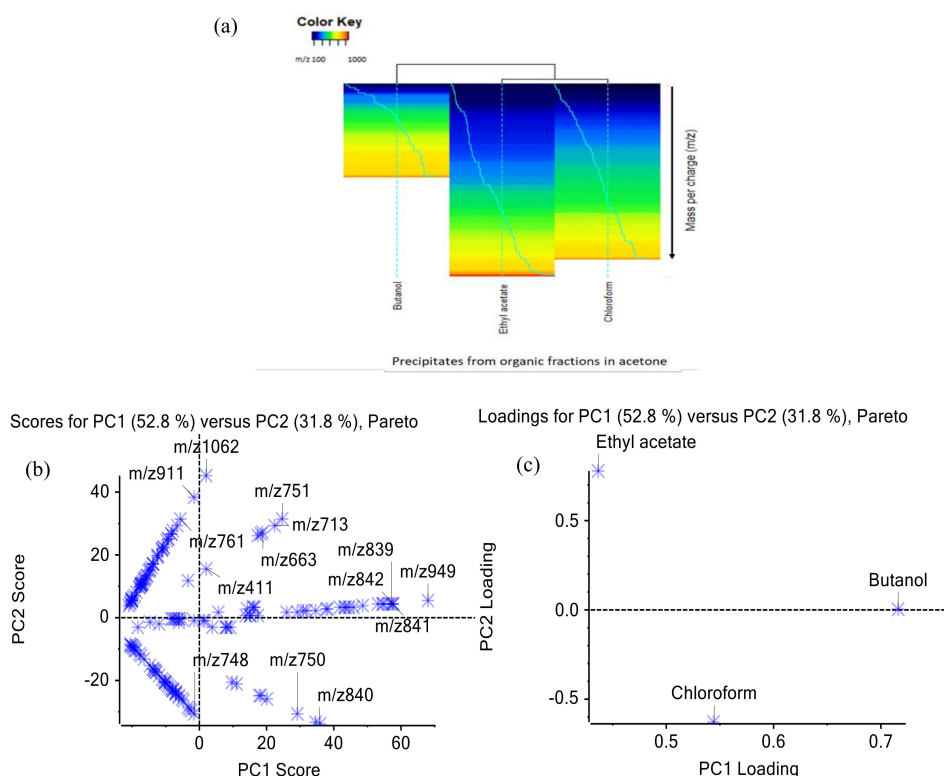 (a)
Color Key
m/z 100 1000
Mass per charge (m/z)
Butanol
Ethyl acetate
Chloroform
Precipitates from organic fractions in acetone
Scores for PC1 (52.8 %) versus PC2 (31.8 %), Pareto
(b)
m/z1062
m/z911
m/z751
m/z713
m/z761
m/z663
m/z839
m/z411
m/z842
m/z949
m/z841
m/z748
m/z750
m/z840
PC2 Score
40
20
0
-20
0 20 40 60
PC1 Score
Loadings for PC1 (52.8 %) versus PC2 (31.8 %), Pareto
Ethyl acetate
(c)
Butanol
Chloroform
PC2 Loading
0.5
0.0
-0.5
0.5 0.6 0.7
PC1 Loading